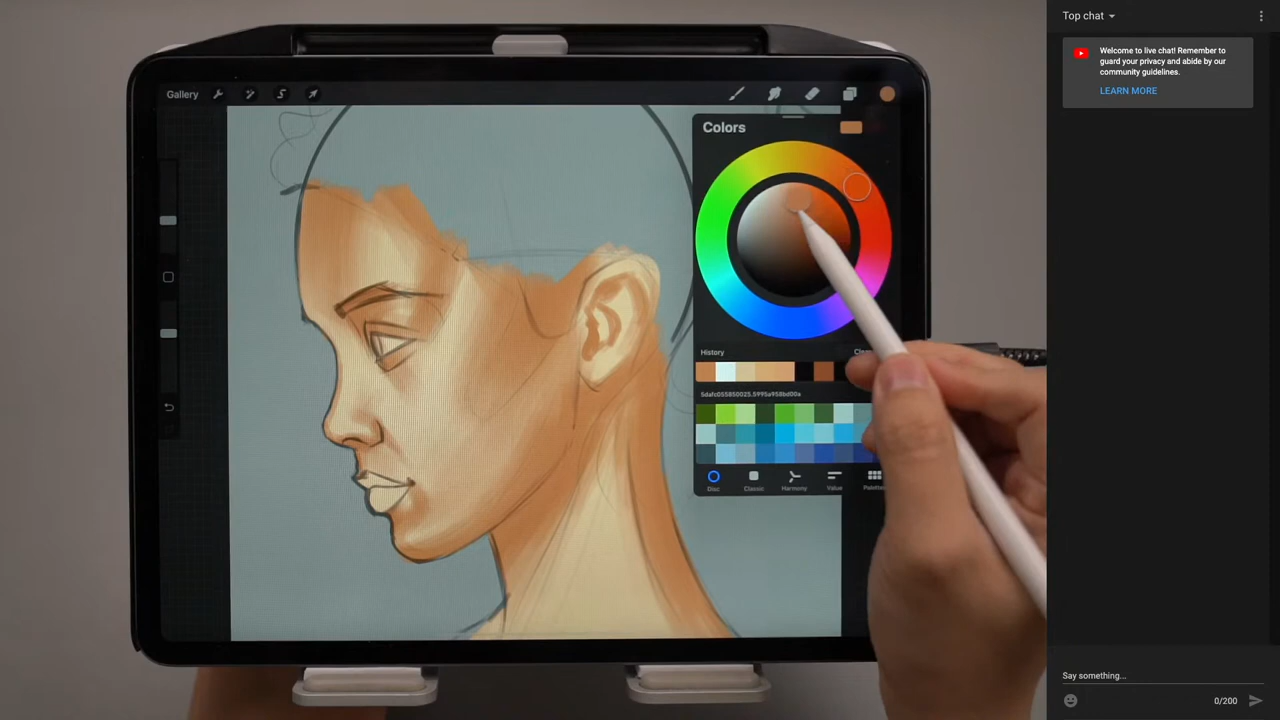 Top chat
Welcome to live chat! Remember to
guard your privacy and abide by our
community guidelines.
LEARN MORE
Gallery
Colors
History
Disc
Classic
Harmony
Value
Say something...
0/200